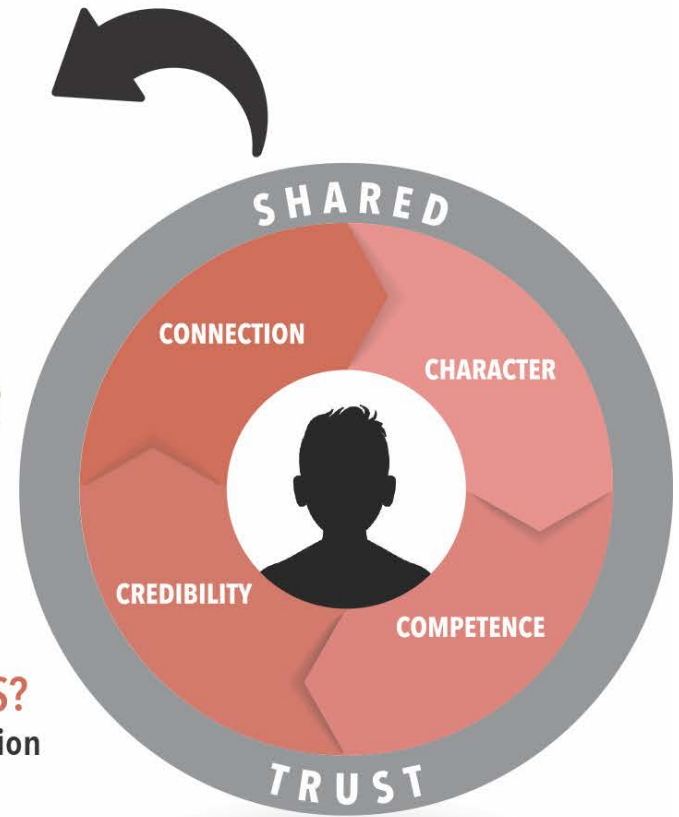 SHARED
CONNECTION
CHARACTER
CREDIBILITY
COMPETENCE
TRUST